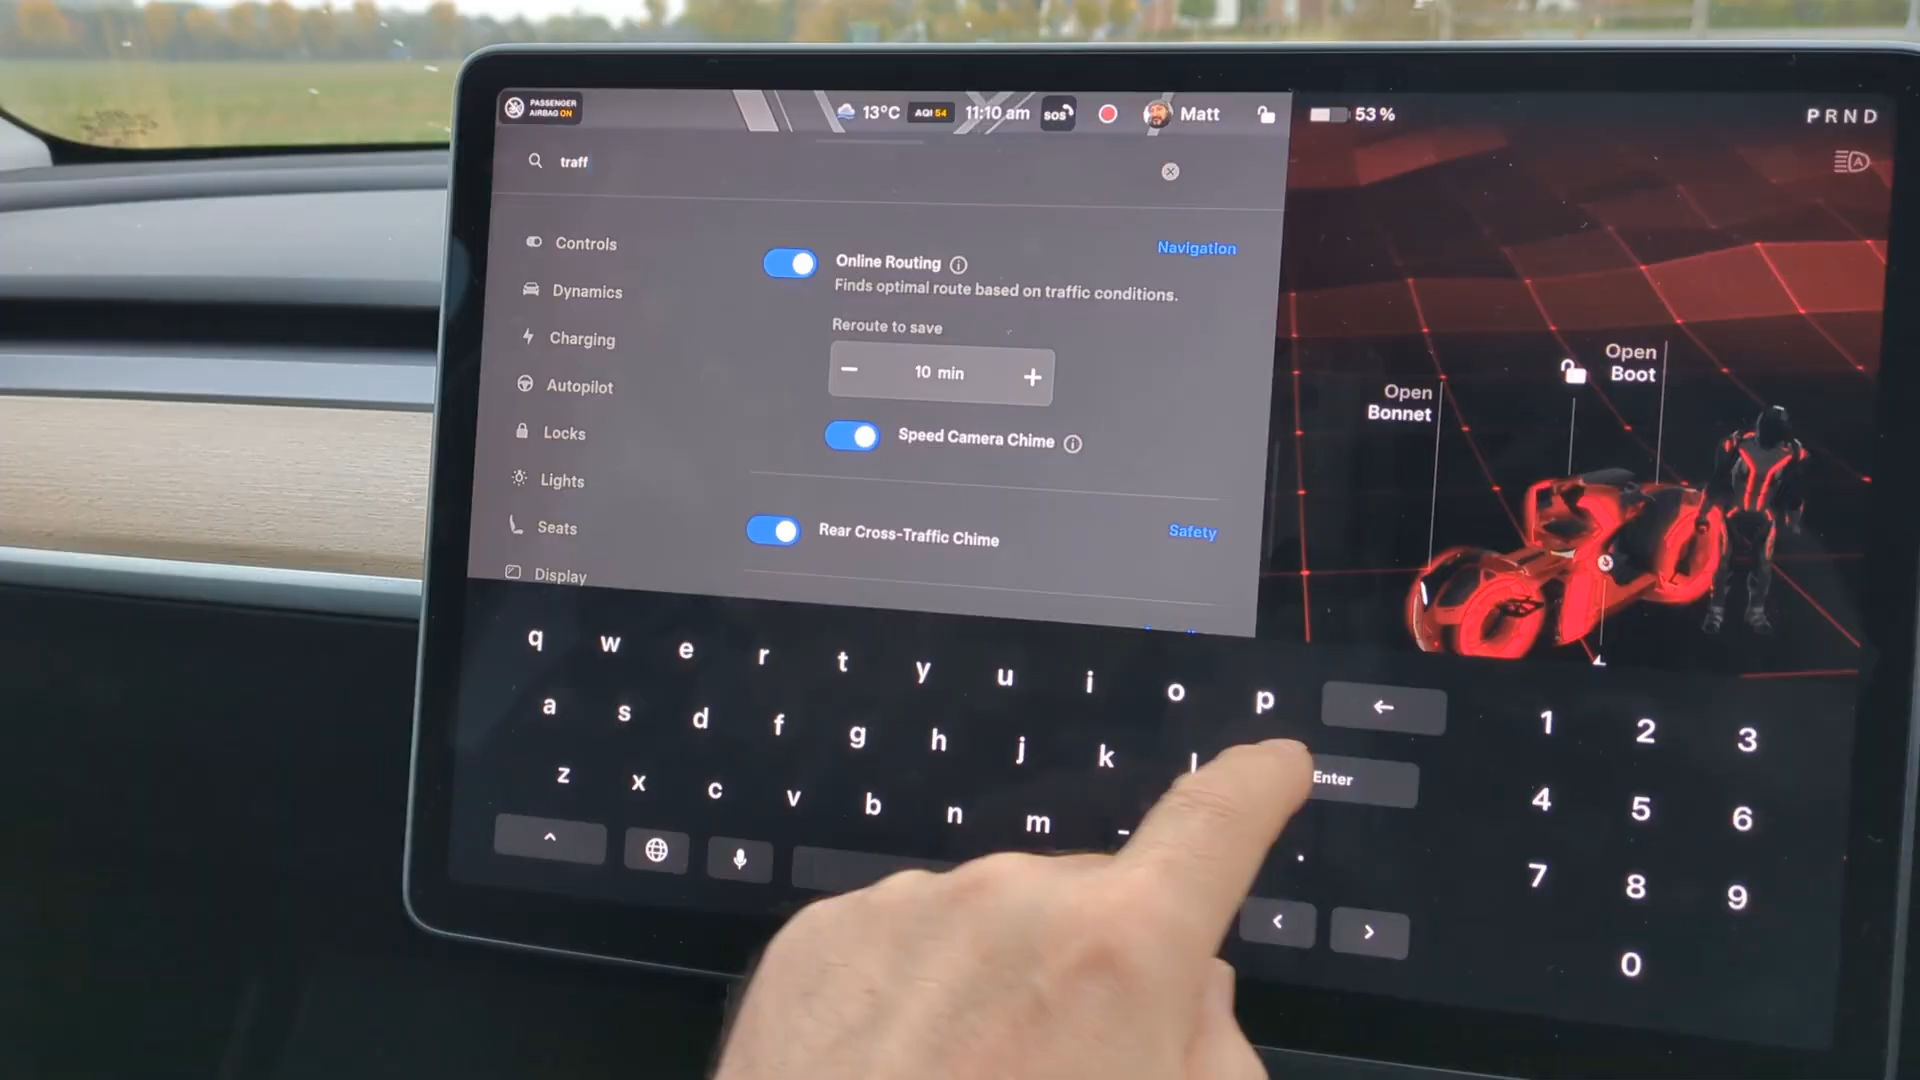 PASSENGER
AIRBAG ON
13°C
AQI 54
11:10 am
sos
Matt
53 %
P R N D
traff
Controls
Dynamics
Charging
Autopilot
Locks
Lights
Seats
Display
Online Routing
Navigation
Finds optimal route based on traffic conditions.
Reroute to save
− 10 min +
Speed Camera Chime
Rear Cross-Traffic Chime
Safety
Open
Bonnet
Open
Boot
q w e r t y u i o p ←
a s d f g h j k l Enter
z x c v b n m - .
^
< >
1 2 3
4 5 6
7 8 9
0